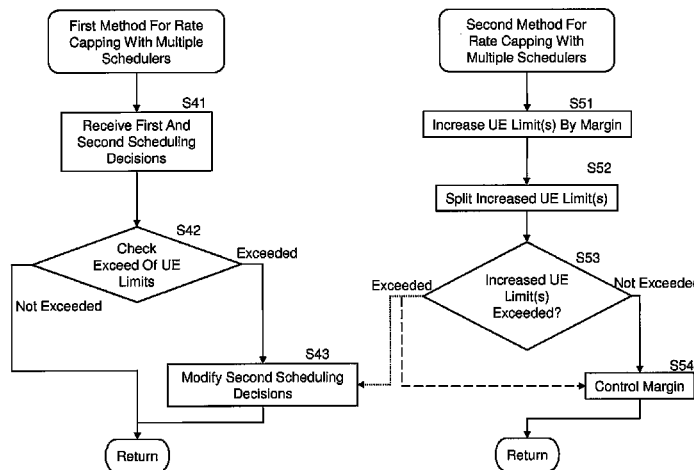 First Method For Rate
Capping With Multiple
Schedulers
S41
Receive First And
Second Scheduling
Decisions
S42
Check
Exceed Of UE
Limits
Exceeded
Not Exceeded
S43
Modify Second Scheduling
Decisions
Return
Second Method For
Rate Capping With
Multiple Schedulers
S51
Increase UE Limit(s) By Margin
S52
Split Increased UE Limit(s)
S53
Increased UE
Limit(s)
Exceeded?
Exceeded
Not Exceeded
S54
Control Margin
Return